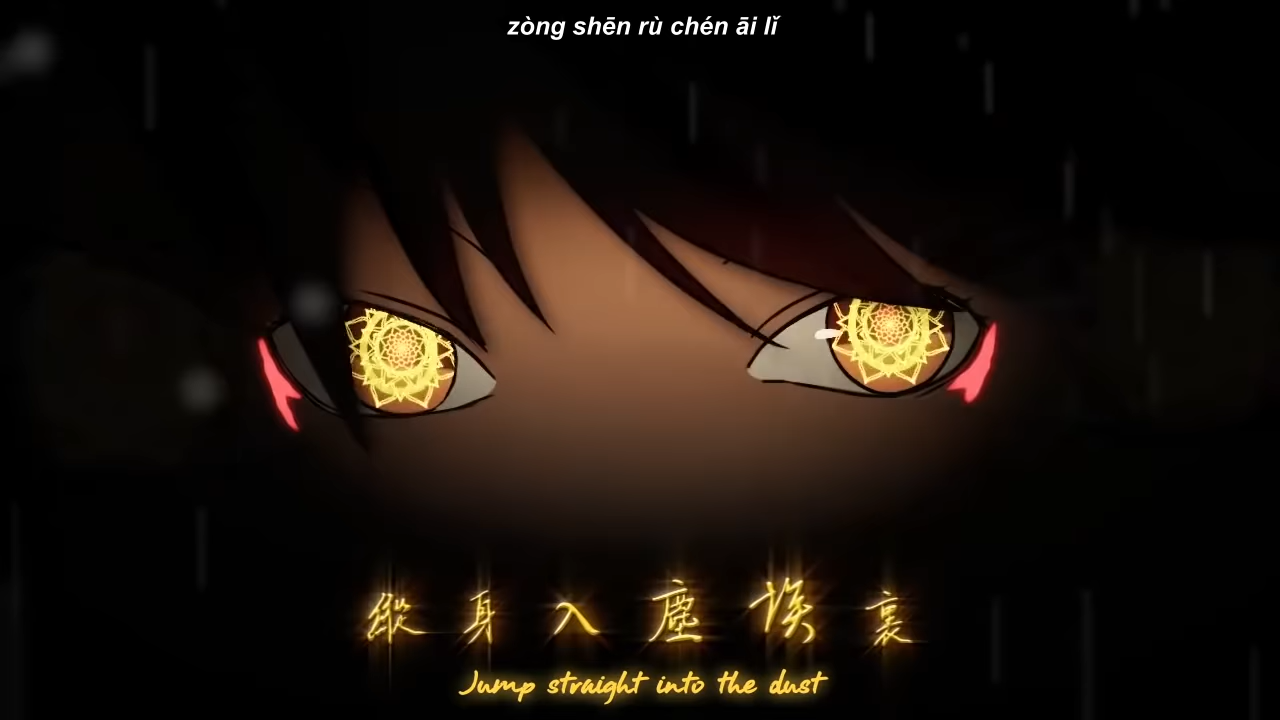 zòng shēn rù chén āi lǐ
縱身入塵埃裏
Jump straight into the dust